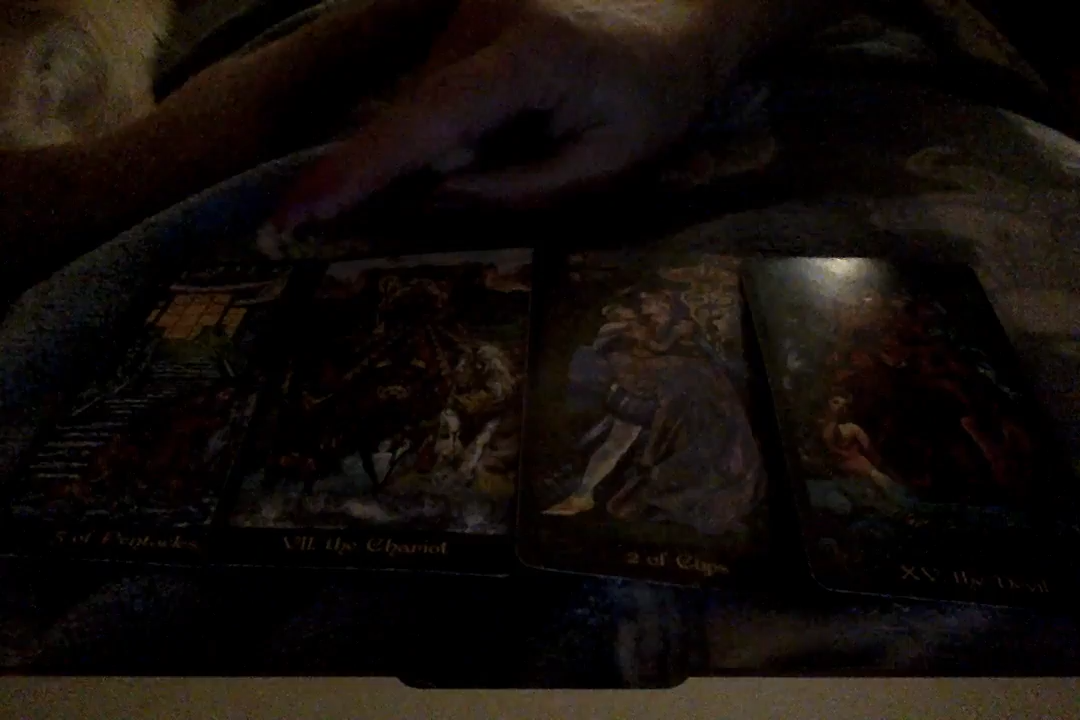 5 of Pentacles
VII the Chariot
2 of Cups
XV the Devil